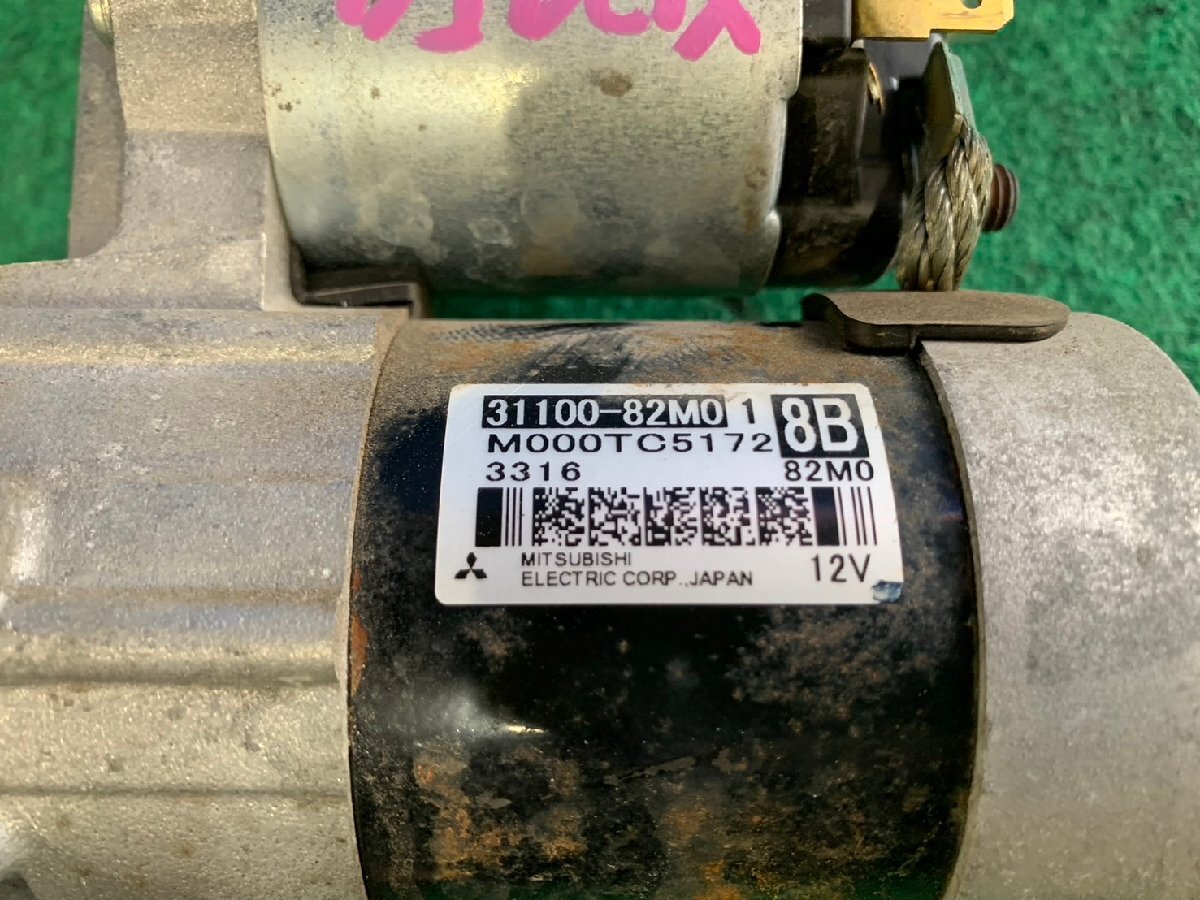 31100-82M0 1 8B
M000TC5172
3316 82M0
MITSUBISHI
ELECTRIC CORP.,JAPAN 12V